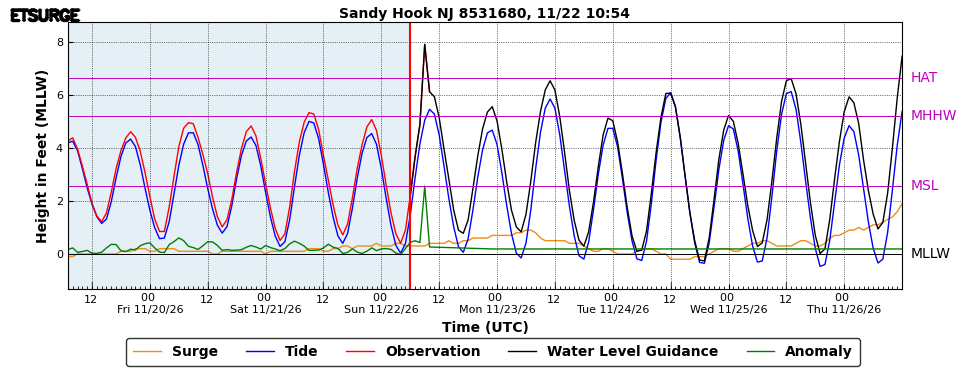 ETSURGE
Sandy Hook NJ 8531680, 11/22 10:54
Height in Feet (MLLW)
8
6
4
2
0
HAT
MHHW
MSL
MLLW
12 00 12 00 12 00 12 00 12 00 12 00 12 00
Fri 11/20/26 Sat 11/21/26 Sun 11/22/26 Mon 11/23/26 Tue 11/24/26 Wed 11/25/26 Thu 11/26/26
Time (UTC)
Surge Tide Observation Water Level Guidance Anomaly